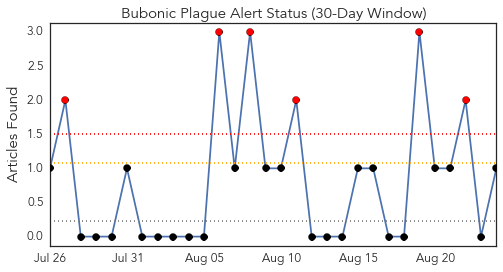 Bubonic Plague Alert Status (30-Day Window)
Articles Found
3.0
2.5
2.0
1.5
1.0
0.5
0.0
Jul 26 Jul 31 Aug 05 Aug 10 Aug 15 Aug 20